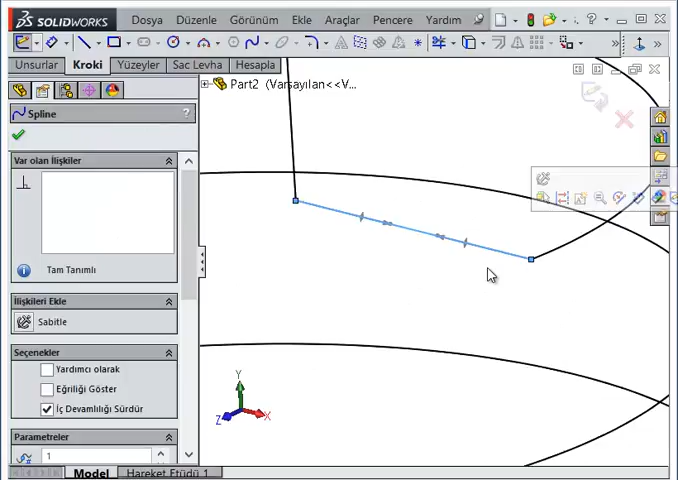 SOLIDWORKS Dosya Düzenle Görünüm Ekle Araçlar Pencere Yardım
Unsurlar Kroki Yüzeyler Sac Levha Hesapla
Part2 (Varsayılan<<V...
Spline ?
Var olan İlişkiler
Tam Tanımlı
İlişkileri Ekle
Sabitle
Seçenekler
Yardımcı olarak
Eğriliği Göster
İç Devamlılığı Sürdür
Parametreler
1
Y
X
Z
Model Hareket Etüdü 1